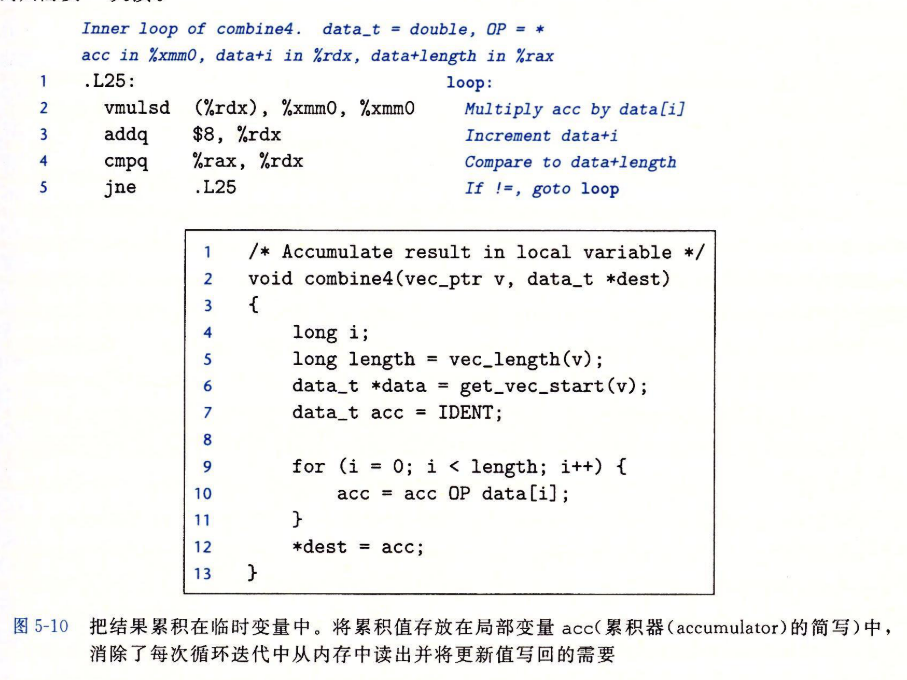 Inner loop of combine4. data_t = double, OP = *
acc in %xmm0, data+i in %rdx, data+length in %rax
1 .L25: loop:
2 vmulsd (%rdx), %xmm0, %xmm0 Multiply acc by data[i]
3 addq $8, %rdx Increment data+i
4 cmpq %rax, %rdx Compare to data+length
5 jne .L25 If !=, goto loop
1 /* Accumulate result in local variable */
2 void combine4(vec_ptr v, data_t *dest)
3 {
4 long i;
5 long length = vec_length(v);
6 data_t *data = get_vec_start(v);
7 data_t acc = IDENT;
8
9 for (i = 0; i < length; i++) {
10 acc = acc OP data[i];
11 }
12 *dest = acc;
13 }
图 5-10 把结果累积在临时变量中。将累积值存放在局部变量 acc(累积器(accumulator)的简写)中，
消除了每次循环迭代中从内存中读出并将更新值写回的需要